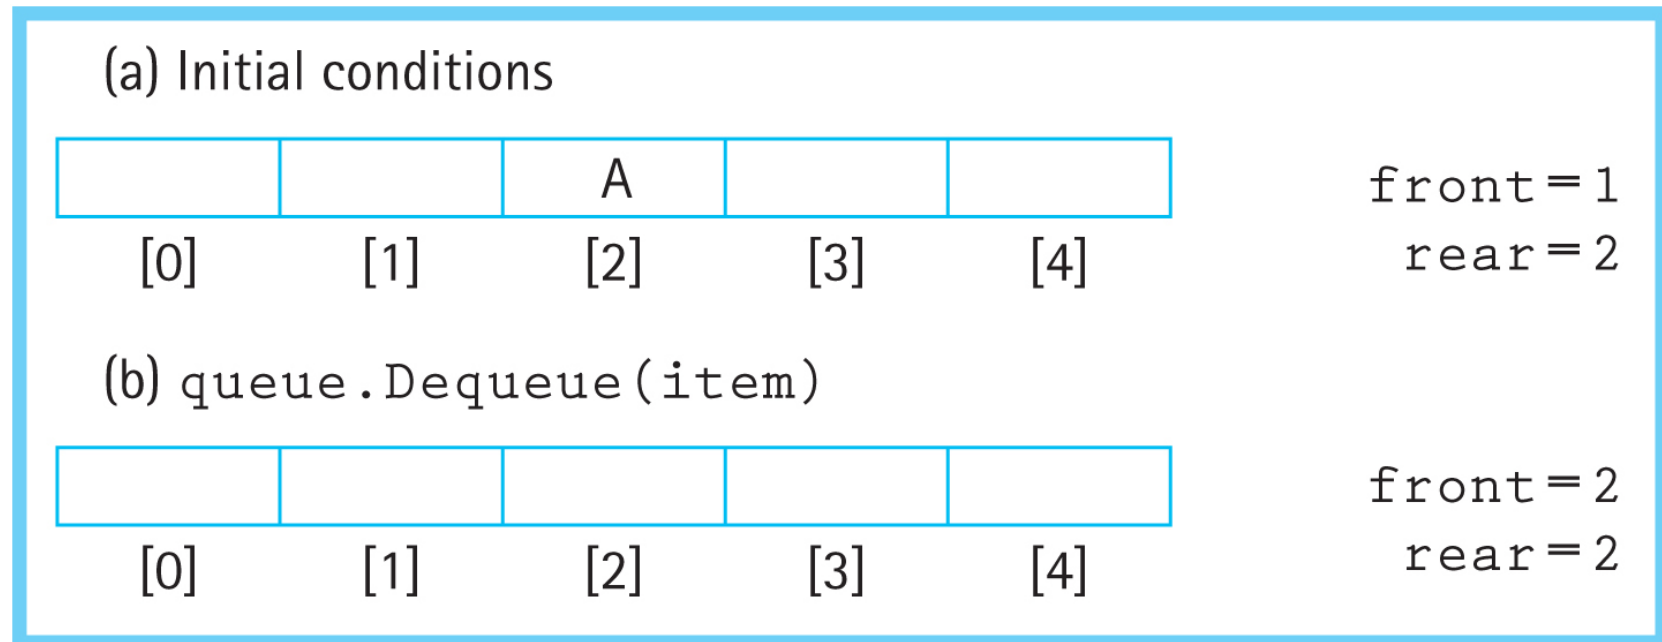 (a) Initial conditions
A
front=1
[0] [1] [2] [3] [4]
rear=2
(b) queue.Dequeue(item)
front=2
[0] [1] [2] [3] [4]
rear=2